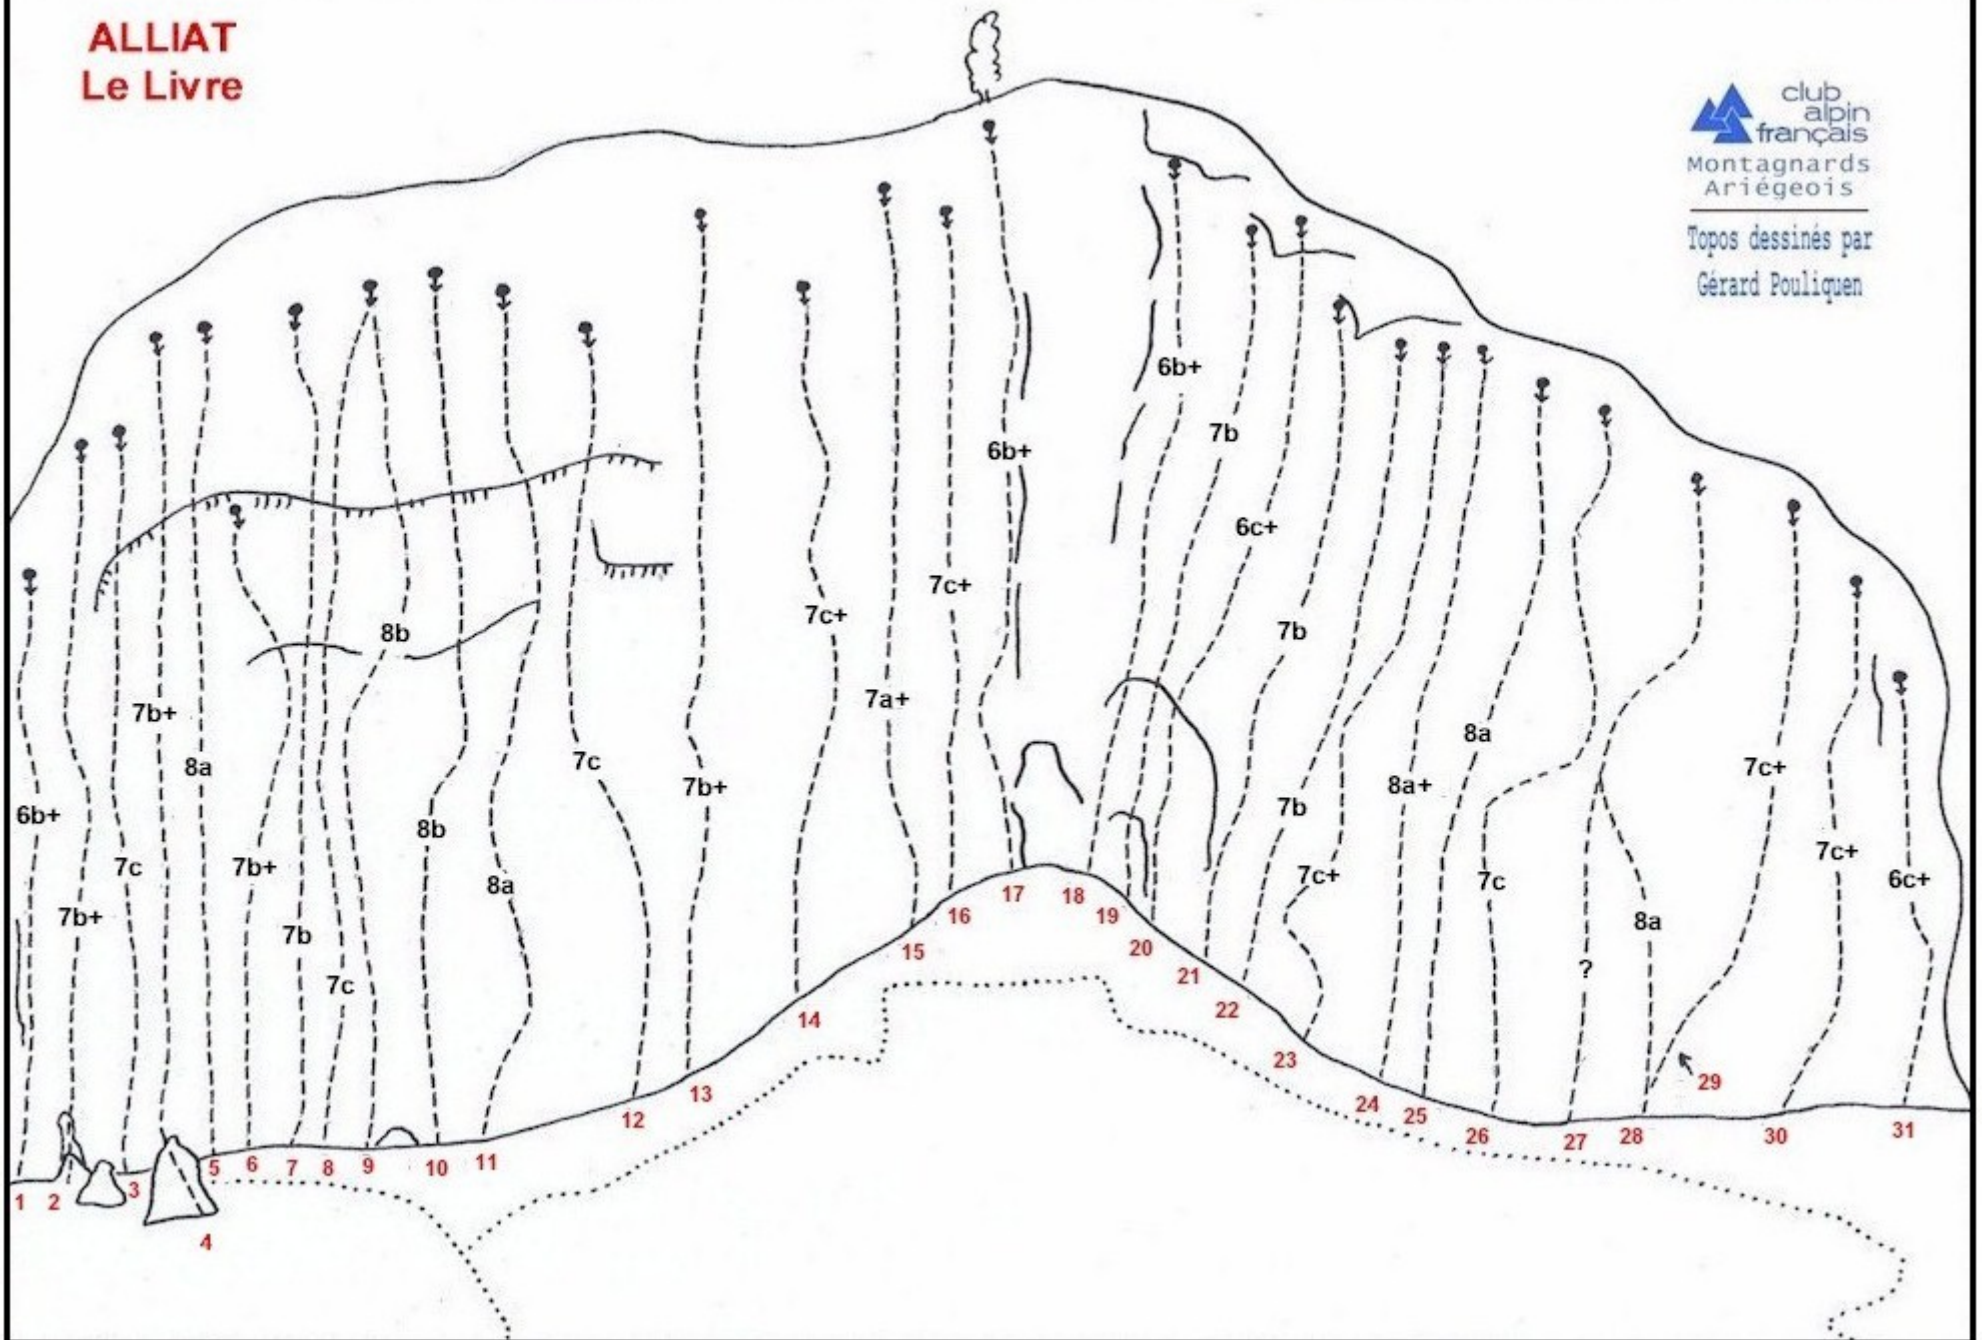 ALLIAT
Le Livre
club
alpin
français
Montagnards
Ariégeois
Topos dessinés par
Gérard Pouliquen
6b+
7b
6b+
6c+
7c+
7c+
7b
8b
7a+
7b+
8a
7c
8a
7c+
7b+
8a+
7b
6b+
8b
7c+
7c
7b+
7c+
7c
6c+
8a
7b+
8a
7b
?
7c
1
2
3
4
5
6
7
8
9
10
11
12
13
14
15
16
17
18
19
20
21
22
23
24
25
26
27
28
29
30
31